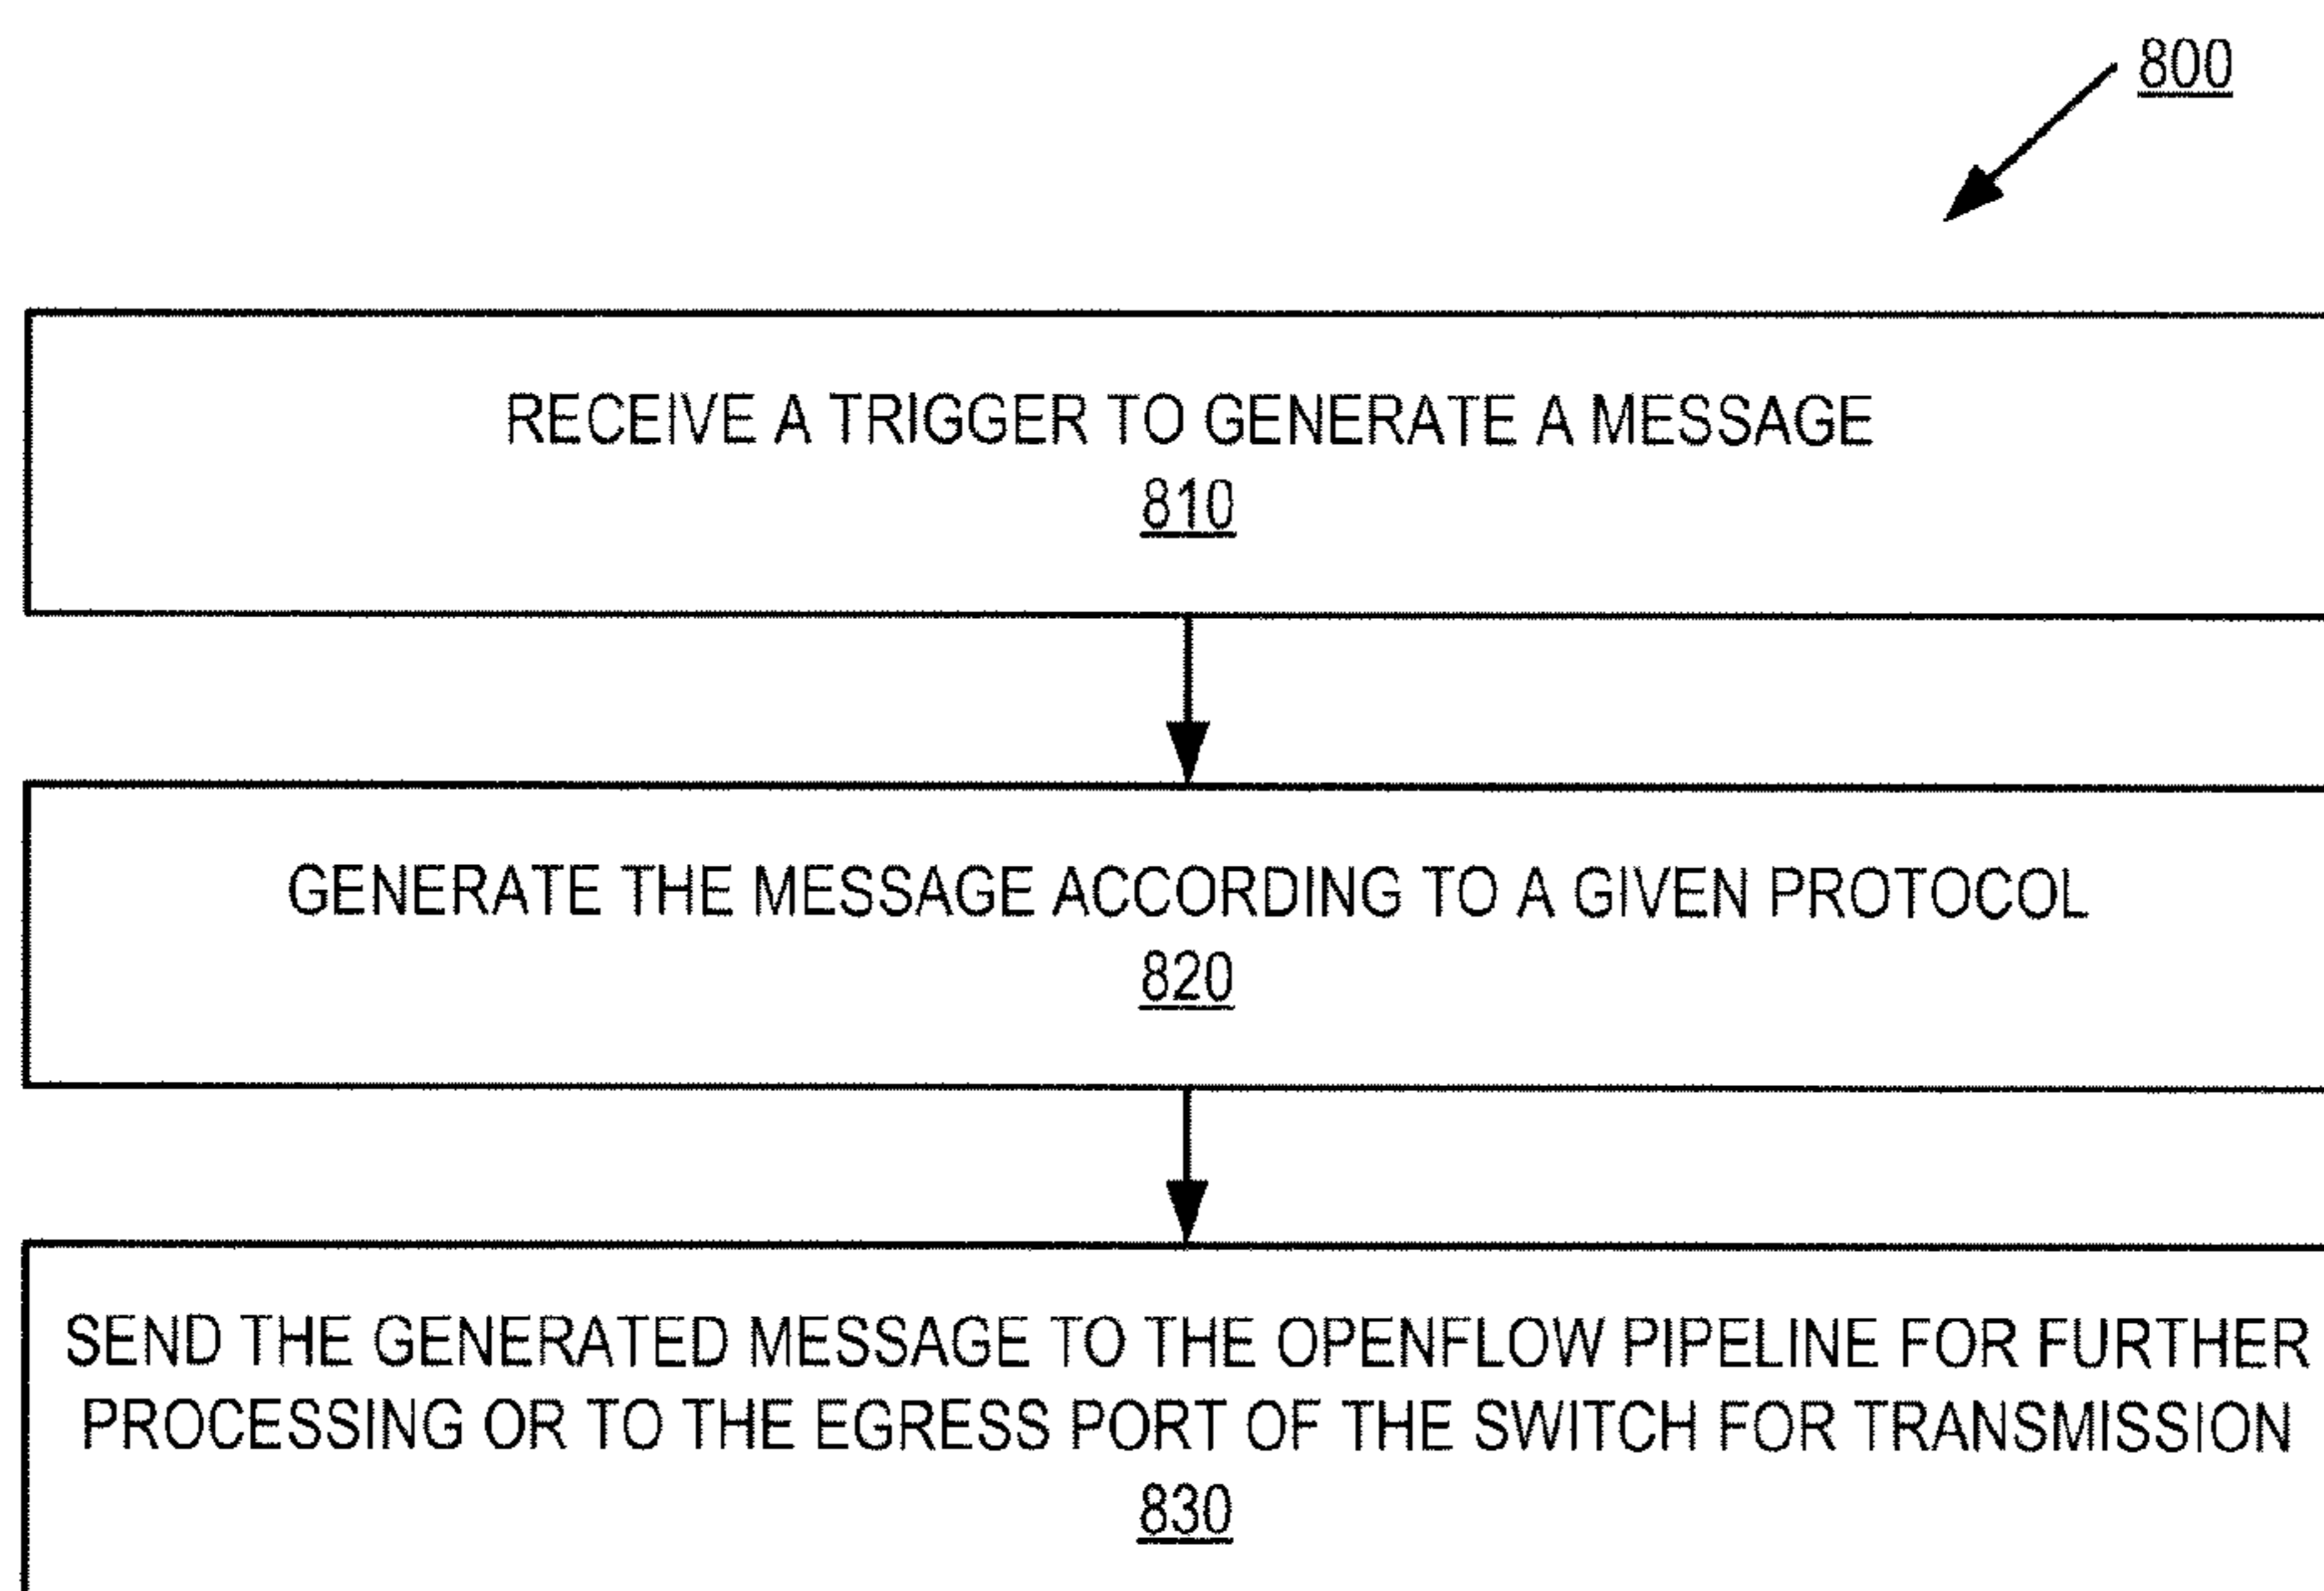 800
RECEIVE A TRIGGER TO GENERATE A MESSAGE
810
GENERATE THE MESSAGE ACCORDING TO A GIVEN PROTOCOL
820
SEND THE GENERATED MESSAGE TO THE OPENFLOW PIPELINE FOR FURTHER
PROCESSING OR TO THE EGRESS PORT OF THE SWITCH FOR TRANSMISSION
830